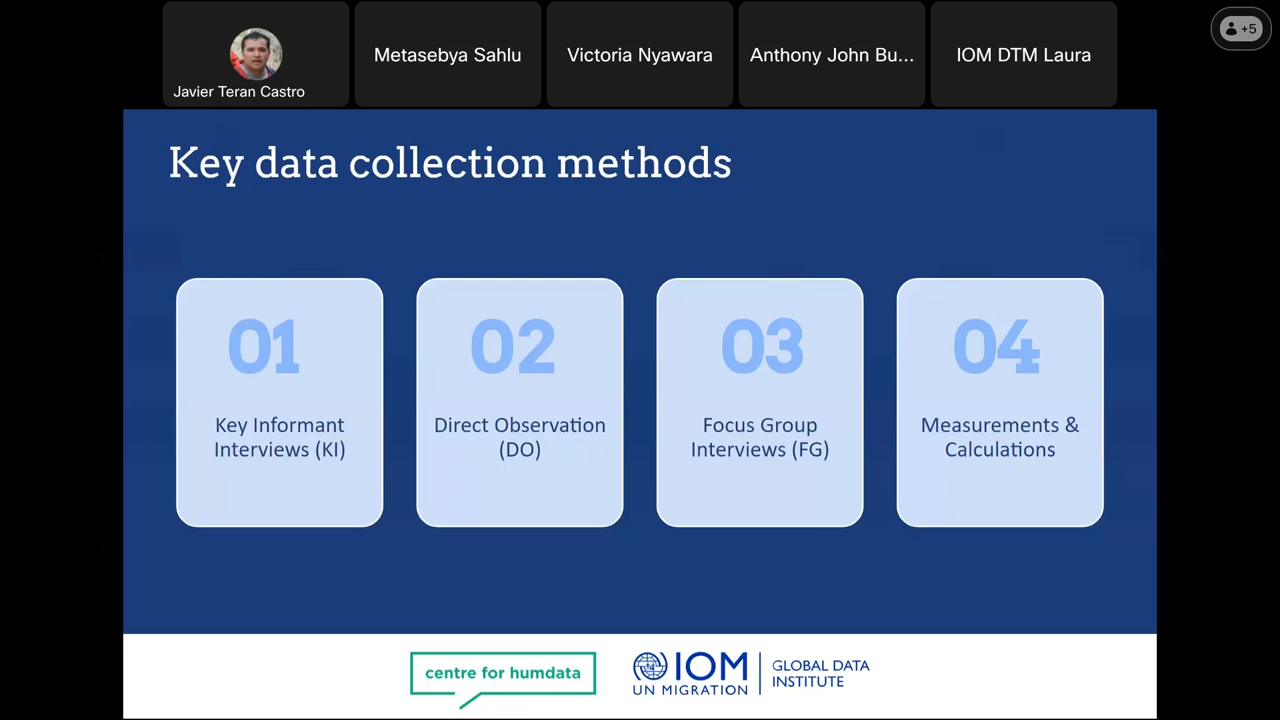 Javier Teran Castro
Metasebya Sahlu
Victoria Nyawara
Anthony John Bu...
IOM DTM Laura
+5
Key data collection methods
01
Key Informant
Interviews (KI)
02
Direct Observation
(DO)
03
Focus Group
Interviews (FG)
04
Measurements &
Calculations
centre for humdata
IOM
UN MIGRATION
GLOBAL DATA
INSTITUTE